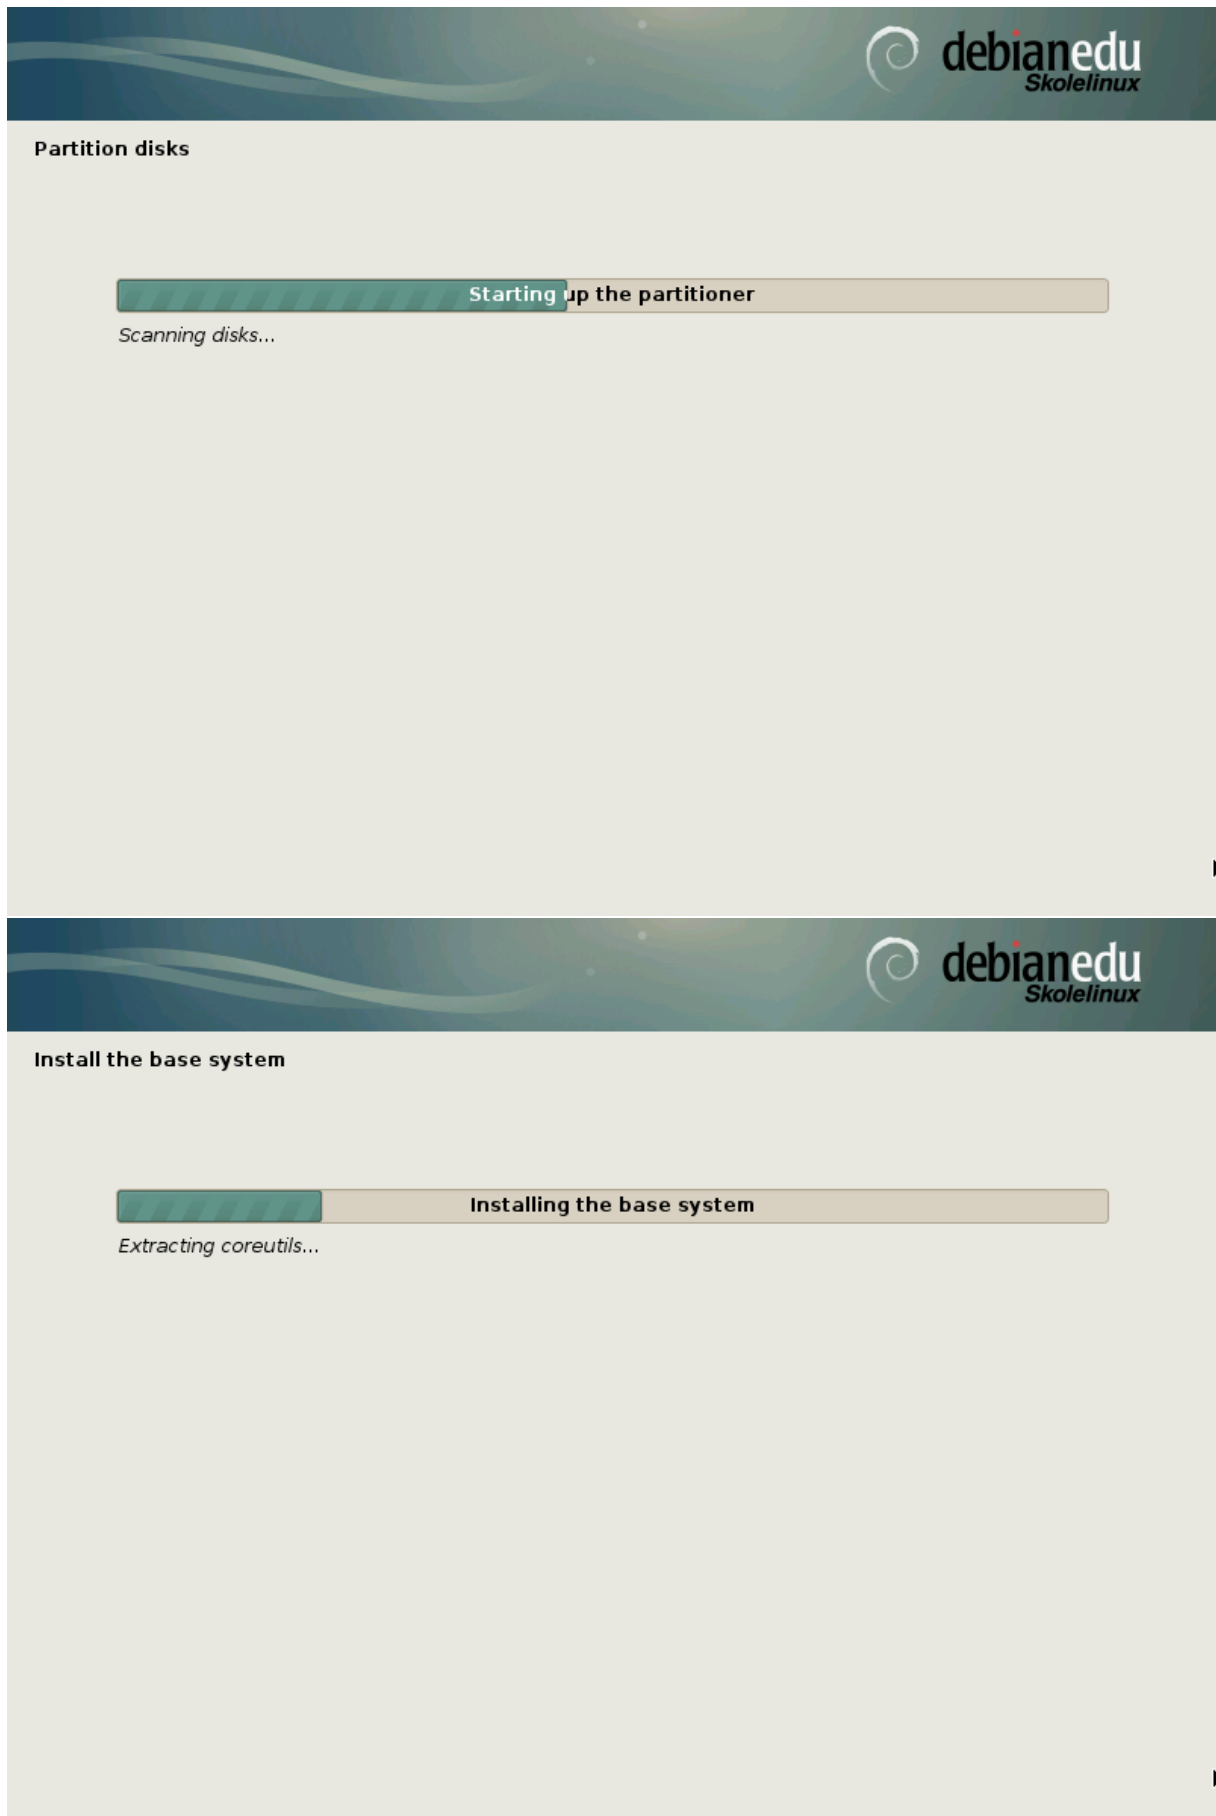 debianedu
Skolelinux
Partition disks
Starting up the partitioner
Scanning disks...
debianedu
Skolelinux
Install the base system
Installing the base system
Extracting coreutils...